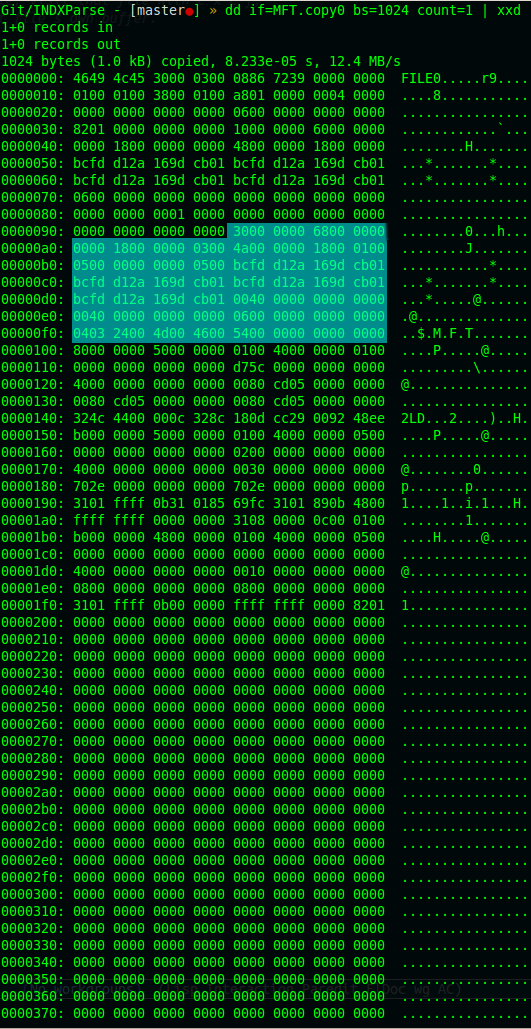 Git/INDXParse - [master●] » dd if=MFT.copy0 bs=1024 count=1 | xxd
1+0 records in
1+0 records out
1024 bytes (1.0 kB) copied, 8.233e-05 s, 12.4 MB/s
0000000: 4649 4c45 3000 0300 0886 7239 0000 0000  FILE0.....r9....
0000010: 0100 0100 3800 0100 a801 0000 0004 0000  ....8...........
0000020: 0000 0000 0000 0000 0600 0000 0000 0000  ................
0000030: 8201 0000 0000 0000 1000 0000 6000 0000  ............`...
0000040: 0000 1800 0000 0000 4800 0000 1800 0000  ........H.......
0000050: bcfd d12a 169d cb01 bcfd d12a 169d cb01  ...*.......*....
0000060: bcfd d12a 169d cb01 bcfd d12a 169d cb01  ...*.......*....
0000070: 0600 0000 0000 0000 0000 0000 0000 0000  ................
0000080: 0000 0000 0001 0000 0000 0000 0000 0000  ................
0000090: 0000 0000 0000 0000 3000 0000 6800 0000  ........0...h...
00000a0: 0000 1800 0000 0300 4a00 0000 1800 0100  ........J.......
00000b0: 0500 0000 0000 0500 bcfd d12a 169d cb01  ...........*....
00000c0: bcfd d12a 169d cb01 bcfd d12a 169d cb01  ...*.......*....
00000d0: bcfd d12a 169d cb01 0040 0000 0000 0000  ...*.....@......
00000e0: 0040 0000 0000 0000 0600 0000 0000 0000  .@..............
00000f0: 0403 2400 4d00 4600 5400 0000 0000 0000  ..$.M.F.T.......
0000100: 8000 0000 5000 0000 0100 4000 0000 0100  ....P.....@.....
0000110: 0000 0000 0000 0000 d75c 0000 0000 0000  .........\......
0000120: 4000 0000 0000 0000 0080 cd05 0000 0000  @...............
0000130: 0080 cd05 0000 0000 0080 cd05 0000 0000  ................
0000140: 324c 4400 000c 328c 180d cc29 0092 48ee  2LD...2....)..H.
0000150: b000 0000 5000 0000 0100 4000 0000 0500  ....P.....@.....
0000160: 0000 0000 0000 0000 0200 0000 0000 0000  ................
0000170: 4000 0000 0000 0000 0030 0000 0000 0000  @........0......
0000180: 702e 0000 0000 0000 702e 0000 0000 0000  p.......p.......
0000190: 3101 ffff 0b31 0185 69fc 3101 890b 4800  1....1..i.1...H.
00001a0: ffff ffff 0000 0000 3108 0000 0c00 0100  ........1.......
00001b0: b000 0000 4800 0000 0100 4000 0000 0500  ....H.....@.....
00001c0: 0000 0000 0000 0000 0000 0000 0000 0000  ................
00001d0: 4000 0000 0000 0000 0010 0000 0000 0000  @...............
00001e0: 0800 0000 0000 0000 0800 0000 0000 0000  ................
00001f0: 3101 ffff 0b00 0000 ffff ffff 0000 8201  1...............
0000200: 0000 0000 0000 0000 0000 0000 0000 0000  ................
0000210: 0000 0000 0000 0000 0000 0000 0000 0000  ................
0000220: 0000 0000 0000 0000 0000 0000 0000 0000  ................
0000230: 0000 0000 0000 0000 0000 0000 0000 0000  ................
0000240: 0000 0000 0000 0000 0000 0000 0000 0000  ................
0000250: 0000 0000 0000 0000 0000 0000 0000 0000  ................
0000260: 0000 0000 0000 0000 0000 0000 0000 0000  ................
0000270: 0000 0000 0000 0000 0000 0000 0000 0000  ................
0000280: 0000 0000 0000 0000 0000 0000 0000 0000  ................
0000290: 0000 0000 0000 0000 0000 0000 0000 0000  ................
00002a0: 0000 0000 0000 0000 0000 0000 0000 0000  ................
00002b0: 0000 0000 0000 0000 0000 0000 0000 0000  ................
00002c0: 0000 0000 0000 0000 0000 0000 0000 0000  ................
00002d0: 0000 0000 0000 0000 0000 0000 0000 0000  ................
00002e0: 0000 0000 0000 0000 0000 0000 0000 0000  ................
00002f0: 0000 0000 0000 0000 0000 0000 0000 0000  ................
0000300: 0000 0000 0000 0000 0000 0000 0000 0000  ................
0000310: 0000 0000 0000 0000 0000 0000 0000 0000  ................
0000320: 0000 0000 0000 0000 0000 0000 0000 0000  ................
0000330: 0000 0000 0000 0000 0000 0000 0000 0000  ................
0000340: 0000 0000 0000 0000 0000 0000 0000 0000  ................
0000350: 0000 0000 0000 0000 0000 0000 0000 0000  ................
0000360: 0000 0000 0000 0000 0000 0000 0000 0000  ................
0000370: 0000 0000 0000 0000 0000 0000 0000 0000  ................